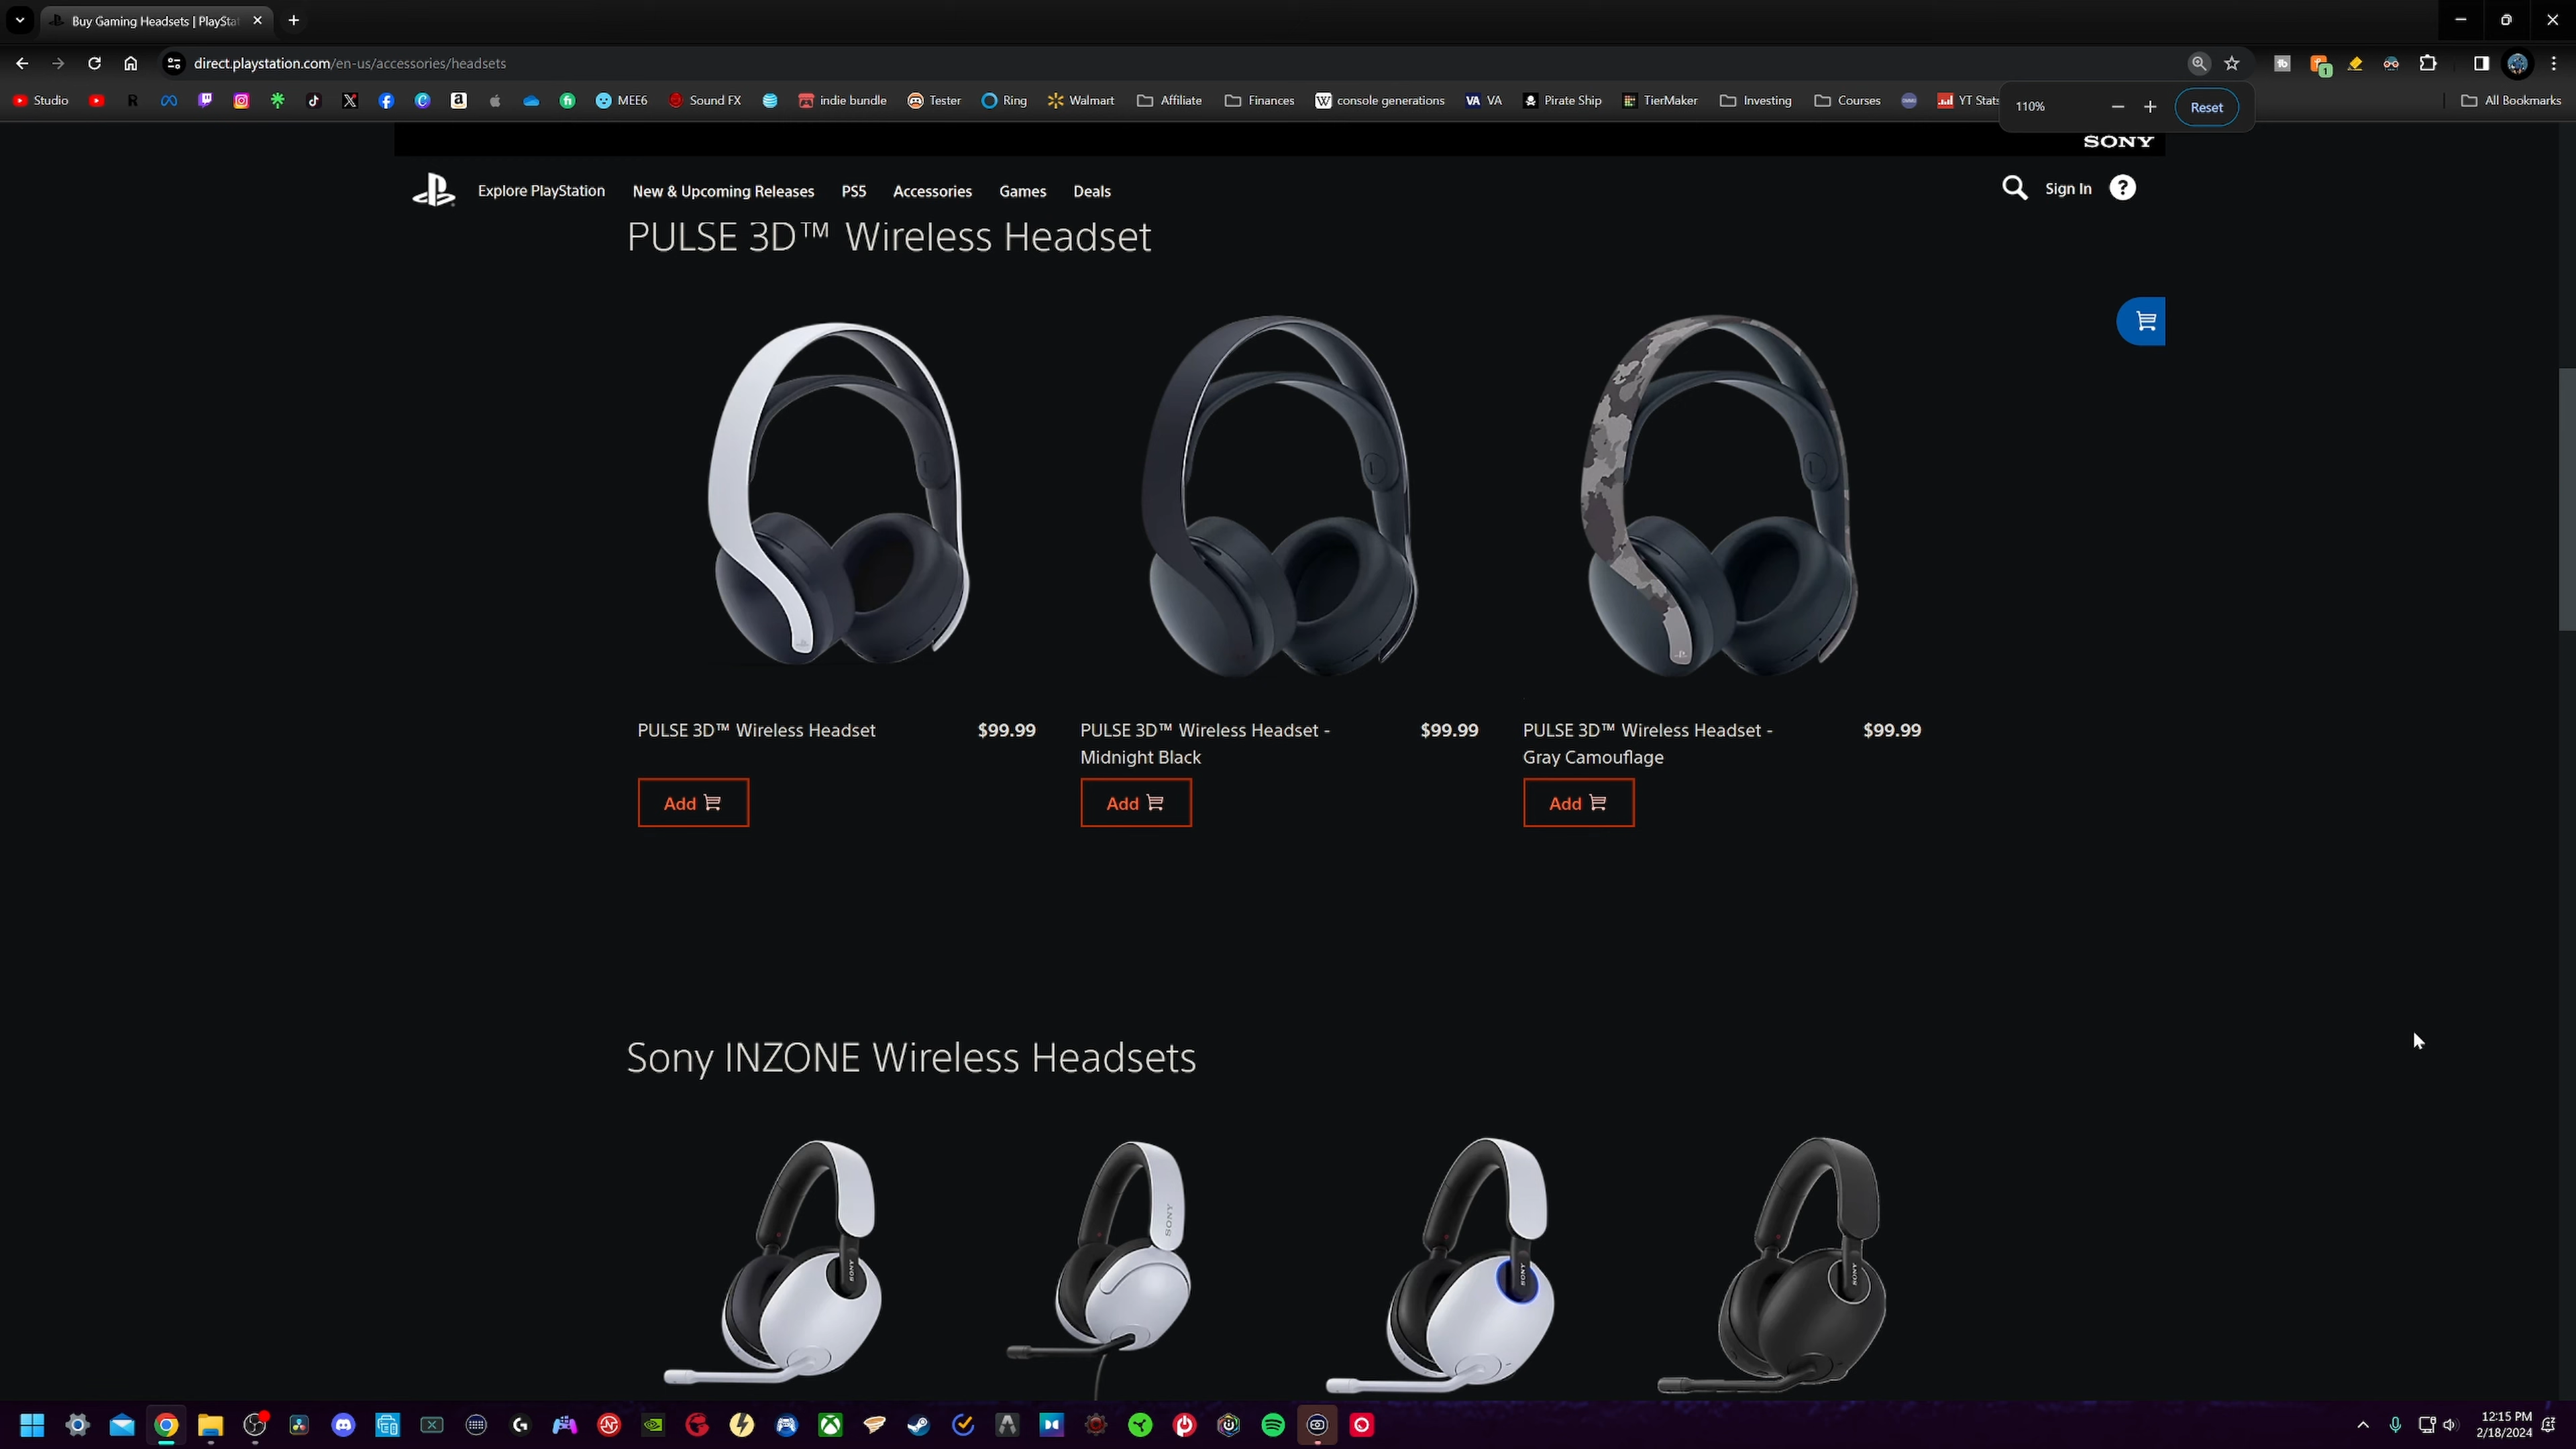 Buy Gaming Headsets | PlaySta
direct.playstation.com/en-us/accessories/headsets
Studio MEE6 Sound FX indie bundle Tester Ring Walmart Affiliate Finances console generations VA Pirate Ship TierMaker Investing Courses YT Stats All Bookmarks
110% Reset
SONY
Explore PlayStation New & Upcoming Releases PS5 Accessories Games Deals Sign In
PULSE 3D™ Wireless Headset
PULSE 3D™ Wireless Headset $99.99
Add
PULSE 3D™ Wireless Headset - $99.99
Midnight Black
Add
PULSE 3D™ Wireless Headset - $99.99
Gray Camouflage
Add
Sony INZONE Wireless Headsets
SONY
SONY
SONY
SONY
12:15 PM
2/18/2024